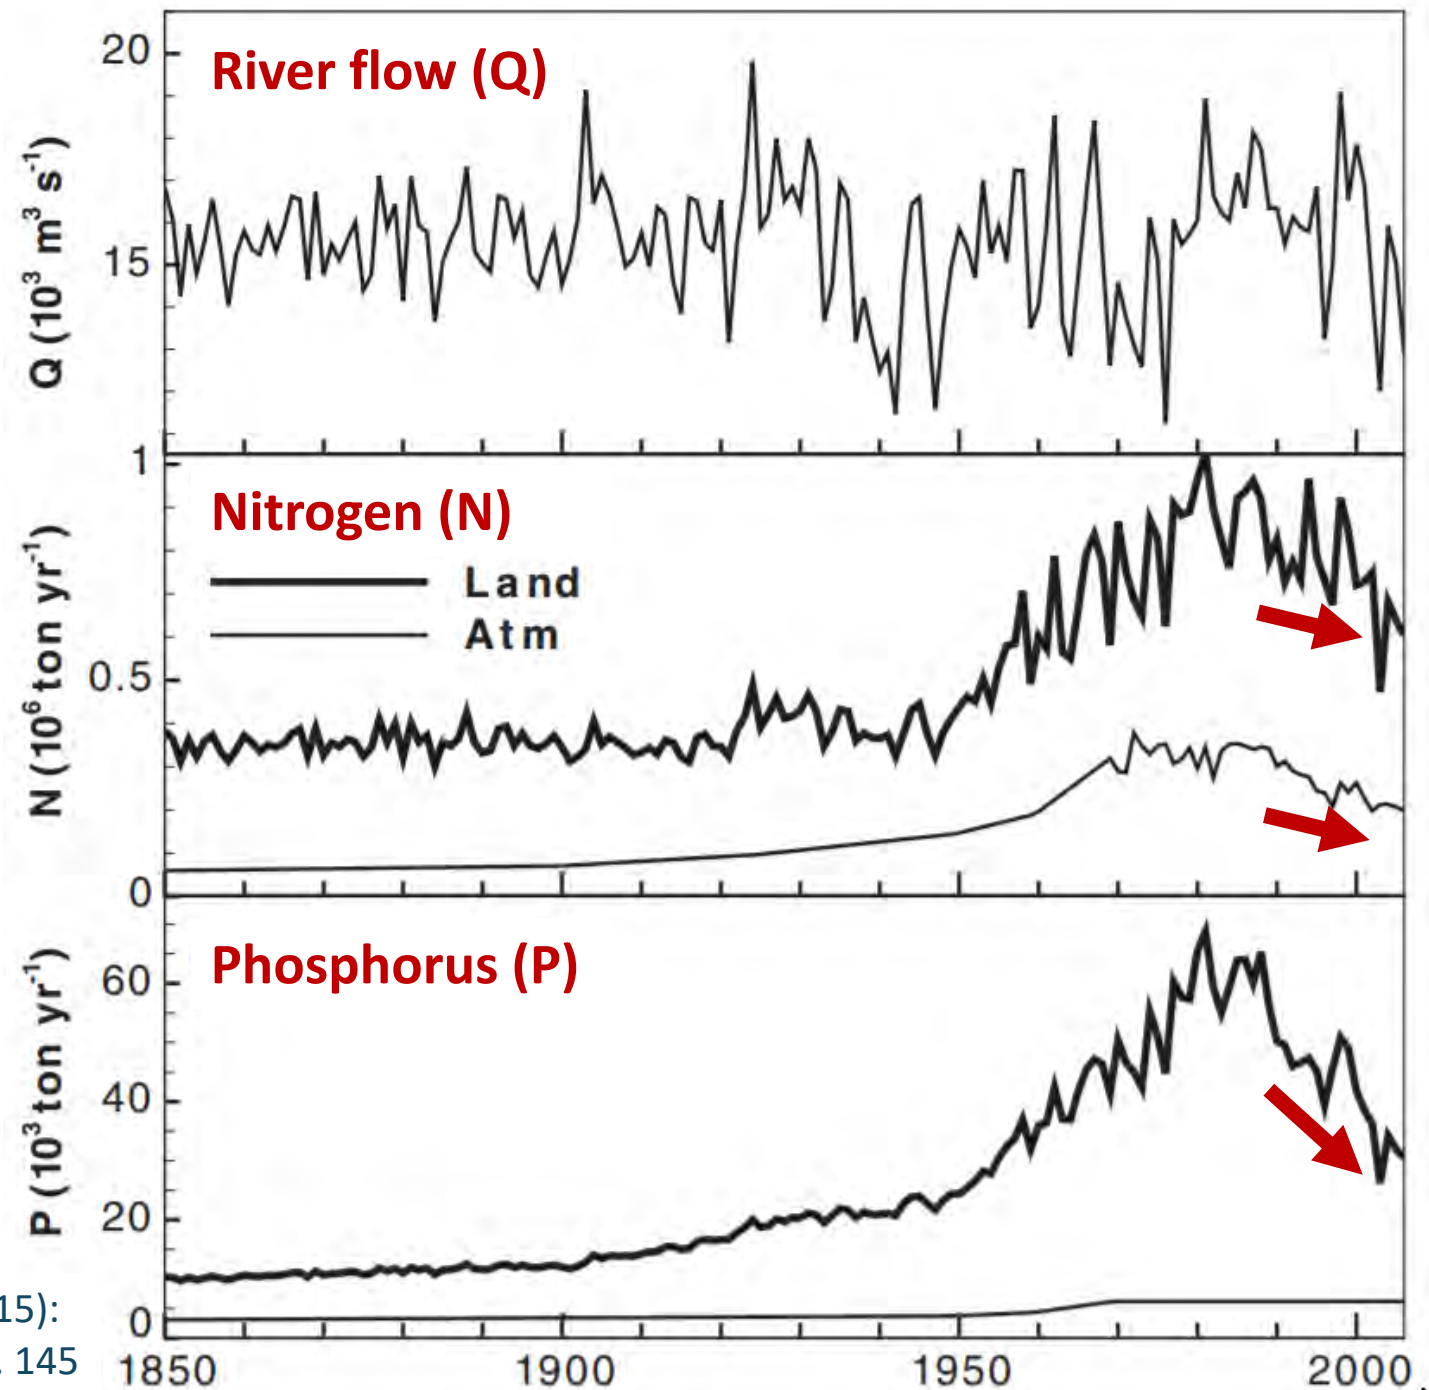 River flow (Q)
Q (10³ m³ s⁻¹)
20
15
Nitrogen (N)
Land
Atm
N (10⁶ ton yr⁻¹)
1
0.5
0
Phosphorus (P)
P (10³ ton yr⁻¹)
60
40
20
0
1850 1900 1950 2000
15):
145